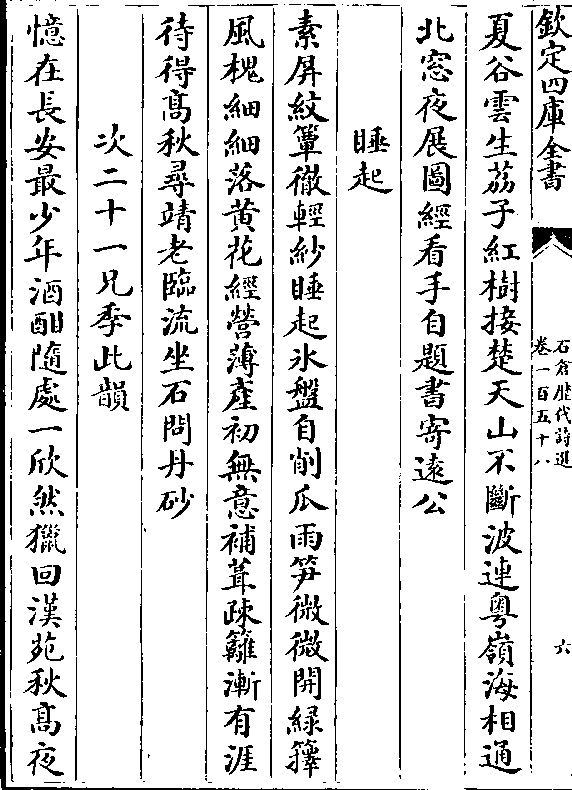 欽定四庫全書
石倉歴代詩選
卷一百五十八
六
夏谷雲生荔子紅樹接楚天山不斷波連粤嶺海相通
北窓夜展圖經看手自題書寄逺公
睡起
素屏紋簟徹輕紗睡起氷盤自削瓜雨笋微微開緑籜
風槐細細落黄花經營薄産初無意補葺疎籬漸有涯
待得髙秋尋靖老臨流坐石問丹砂
次二十一兄季此韻
憶在長安最少年酒酣隨處一欣然獵回漢苑秋髙夜